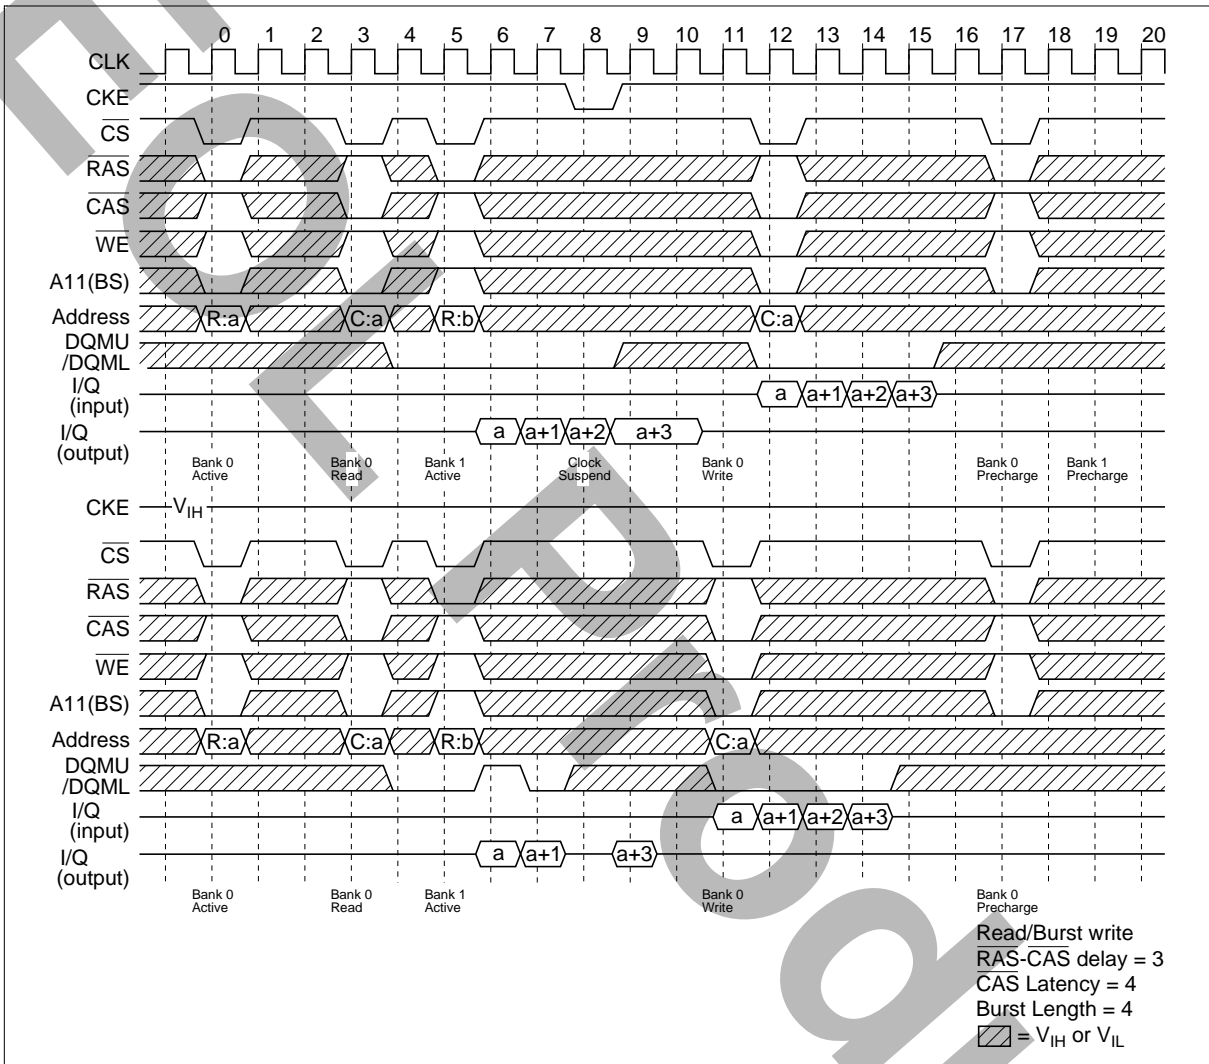 0 1 2 3 4 5 6 7 8 9 10 11 12 13 14 15 16 17 18 19 20
CLK
CKE
CS
RAS
CAS
WE
A11(BS)
Address R:a C:a R:b C:a
DQMU
/DQML
I/Q
(input) a a+1 a+2 a+3
I/Q
(output) a a+1 a+2 a+3
Bank 0 Bank 0 Bank 1 Clock Bank 0 Bank 0 Bank 1
Active Read Active Suspend Write Precharge Precharge
CKE VIH
CS
RAS
CAS
WE
A11(BS)
Address R:a C:a R:b C:a
DQMU
/DQML
I/Q
(input) a a+1 a+2 a+3
I/Q
(output) a a+1 a+3
Bank 0 Bank 0 Bank 1 Bank 0 Bank 0
Active Read Active Write Precharge
Read/Burst write
RAS-CAS delay = 3
CAS Latency = 4
Burst Length = 4
= VIH or VIL